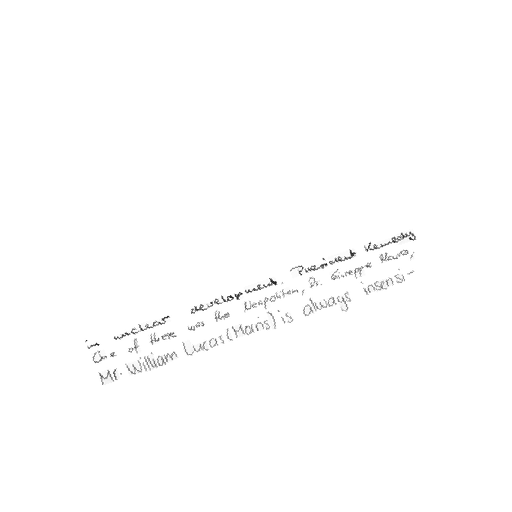 in nuclear development. President Kennedy
One of these was the Neapolitan, Dr. Giuseppe Mauro,
Mr. William Lucas (Maris) is always insensi-